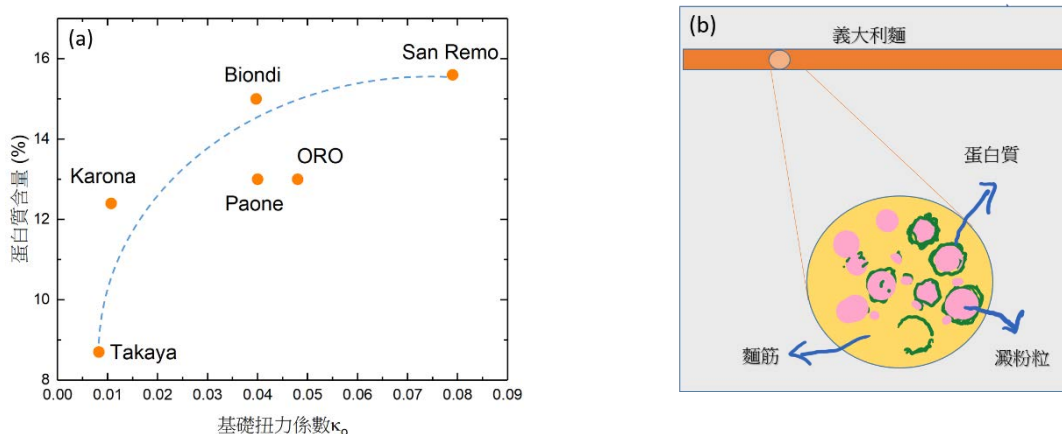 (a)
San Remo
Biondi
Karona
ORO
Paone
Takaya
蛋白質含量 (%)
16
14
12
10
8
0.00 0.01 0.02 0.03 0.04 0.05 0.06 0.07 0.08 0.09
基礎扭力係數κₒ
(b)
義大利麵
蛋白質
麵筋
澱粉粒